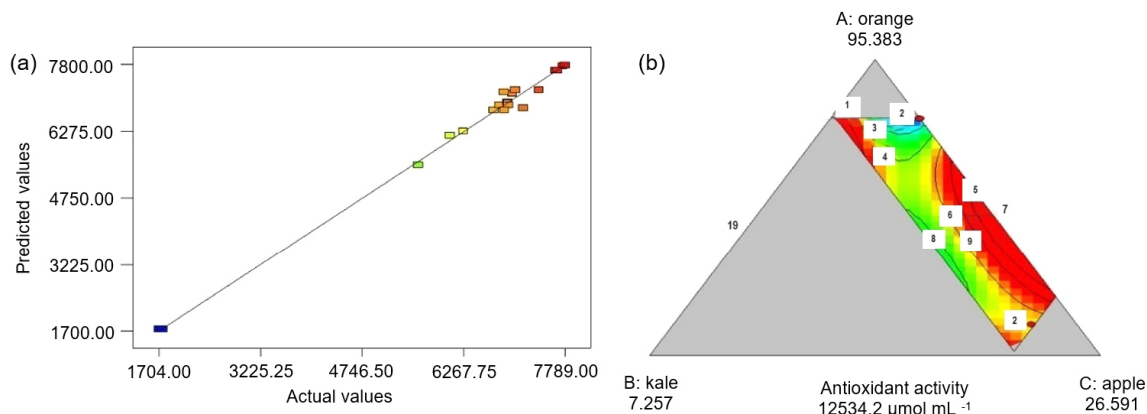 (a)
7800.00
6275.00
4750.00
3225.00
1700.00
Predicted values
1704.00 3225.25 4746.50 6267.75 7789.00
Actual values
(b)
A: orange
95.383
1
2
3
4
5
7
6
19
8
9
2
B: kale
7.257
Antioxidant activity
12534.2 µmol mL -1
C: apple
26.591